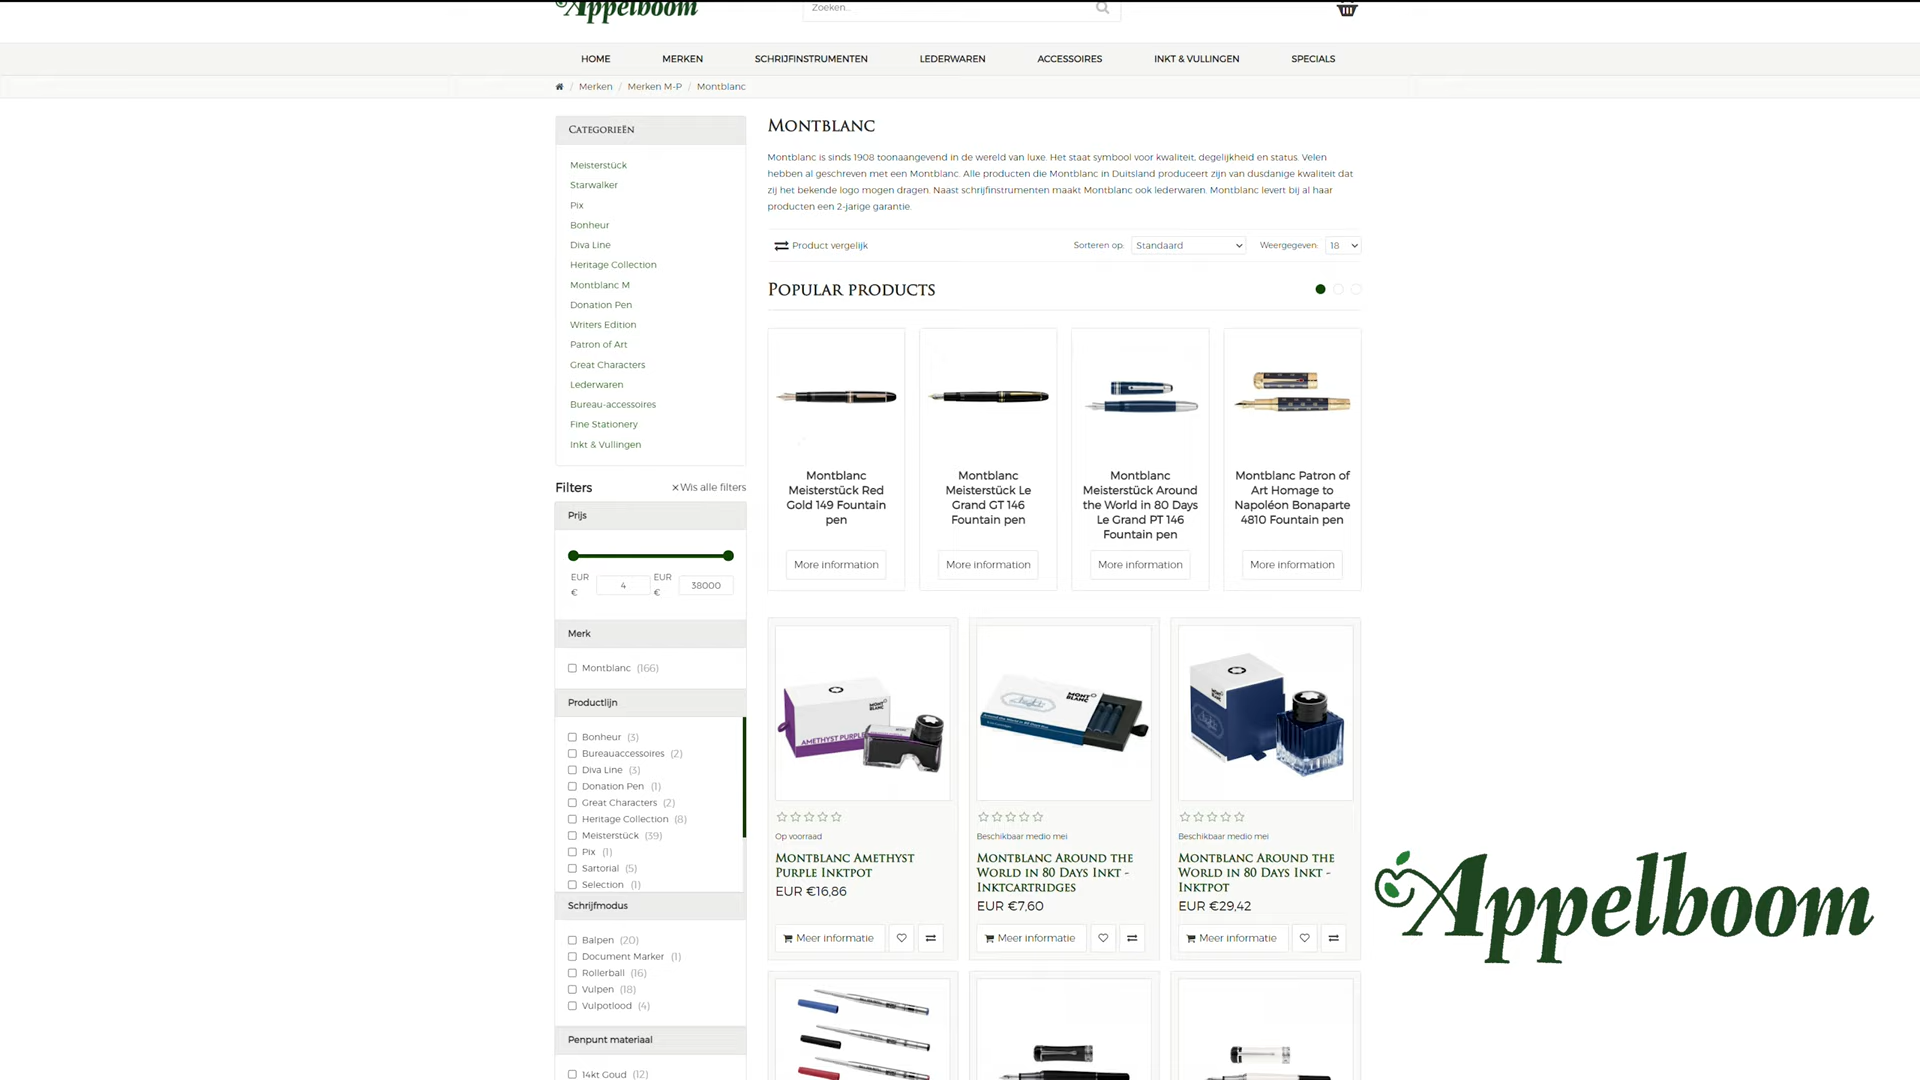 Appelboom
Zoeken...
HOME MERKEN SCHRIJFINSTRUMENTEN LEDERWAREN ACCESSOIRES INKT & VULLINGEN SPECIALS
/ Merken / Merken M-P / Montblanc
Categorieën
Meisterstück
Starwalker
Pix
Bonheur
Diva Line
Heritage Collection
Montblanc M
Donation Pen
Writers Edition
Patron of Art
Great Characters
Lederwaren
Bureau-accessoires
Fine Stationery
Inkt & Vullingen
Filters
Wis alle filters
Prijs
EUR € 4 EUR € 38000
Merk
Montblanc (166)
Productlijn
Bonheur (3)
Bureauaccessoires (2)
Diva Line (3)
Donation Pen (1)
Great Characters (2)
Heritage Collection (8)
Meisterstück (39)
Pix (1)
Sartorial (5)
Selection (1)
Schrijfmodus
Balpen (20)
Document Marker (1)
Rollerball (16)
Vulpen (18)
Vulpotlood (4)
Penpunt materiaal
14kt Goud (12)
Montblanc
Montblanc is sinds 1908 toonaangevend in de wereld van luxe. Het staat symbool voor kwaliteit, degelijkheid en status. Velen
hebben al geschreven met een Montblanc. Alle producten die Montblanc in Duitsland produceert zijn van dusdanige kwaliteit dat
zij het bekende logo mogen dragen. Naast schrijfinstrumenten maakt Montblanc ook lederwaren. Montblanc levert bij al haar
producten een 2-jarige garantie.
Product vergelijk
Sorteren op: Standaard Weergegeven: 18
Popular products
Montblanc
Meisterstück Red
Gold 149 Fountain
pen
More information
Montblanc
Meisterstück Le
Grand GT 146
Fountain pen
More information
Montblanc
Meisterstück Around
the World in 80 Days
Le Grand PT 146
Fountain pen
More information
Montblanc Patron of
Art Homage to
Napoléon Bonaparte
4810 Fountain pen
More information
MONT
BLANC
AMETHYST PURPLE
Op voorraad
Montblanc Amethyst
Purple Inktpot
EUR €16,86
Meer informatie
MONT
BLANC
Beschikbaar medio mei
Montblanc Around the
World in 80 Days Inkt -
Inktcartridges
EUR €7,60
Meer informatie
Beschikbaar medio mei
Montblanc Around the
World in 80 Days Inkt -
Inktpot
EUR €29,42
Meer informatie
Appelboom